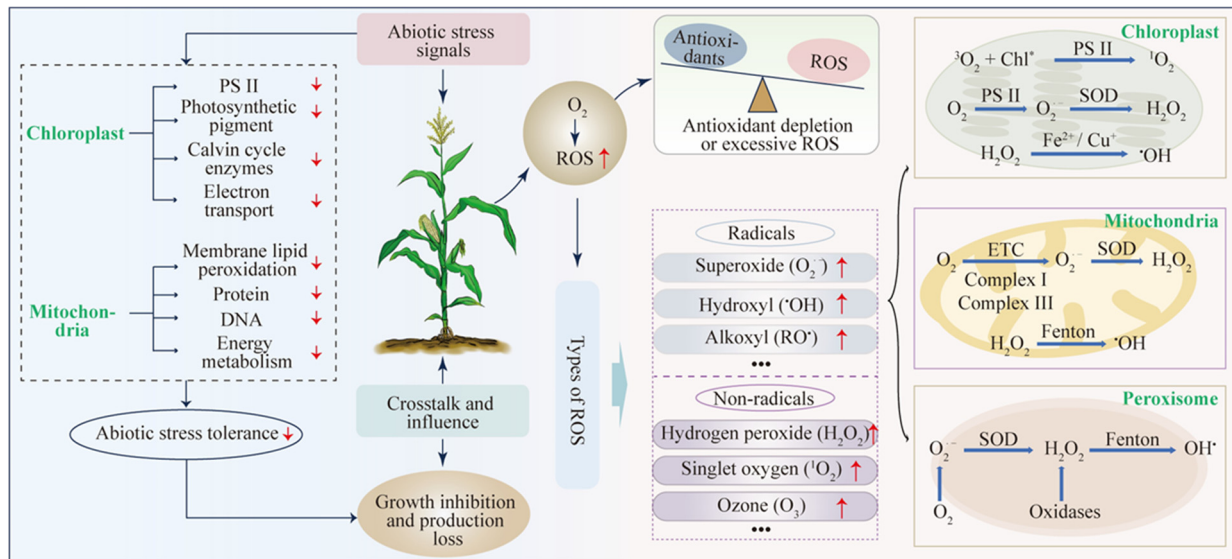 Abiotic stress
signals
Chloroplast
PS II ↓
Photosynthetic
pigment ↓
Calvin cycle
enzymes ↓
Electron
transport ↓
Mitochon-
dria
Membrane lipid
peroxidation ↓
Protein ↓
DNA ↓
Energy
metabolism ↓
Abiotic stress tolerance ↓
Crosstalk and
influence
Growth inhibition
and production
loss
O₂
ROS ↑
Types of ROS
Antioxi-
dants
ROS
Antioxidant depletion
or excessive ROS
Radicals
Superoxide (O₂·⁻) ↑
Hydroxyl (·OH) ↑
Alkoxyl (RO·) ↑
•••
Non-radicals
Hydrogen peroxide (H₂O₂) ↑
Singlet oxygen (¹O₂) ↑
Ozone (O₃) ↑
•••
Chloroplast
³O₂ + Chl* PS II ¹O₂
O₂ PS II O₂·⁻ SOD H₂O₂
H₂O₂ Fe²⁺ / Cu⁺ ·OH
Mitochondria
O₂ ETC O₂·⁻ SOD H₂O₂
Complex I
Complex III
H₂O₂ Fenton ·OH
Peroxisome
O₂·⁻ SOD H₂O₂ Fenton OH·
O₂ Oxidases